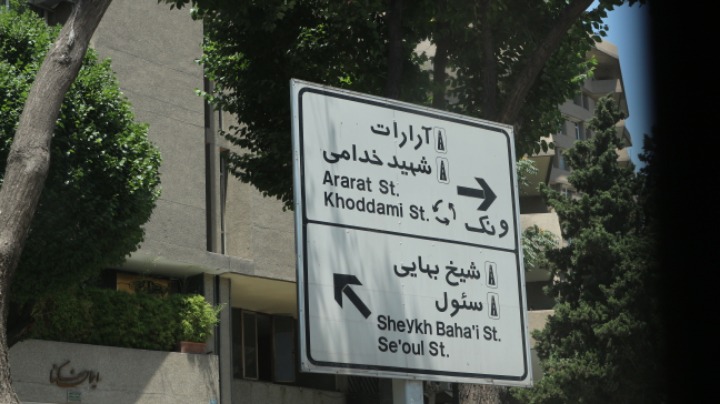 آرارات
شهید خدامی
Ararat St.
Khoddami St.
ونک
شیخ بهایی
سئول
Sheykh Baha'i St.
Se'oul St.